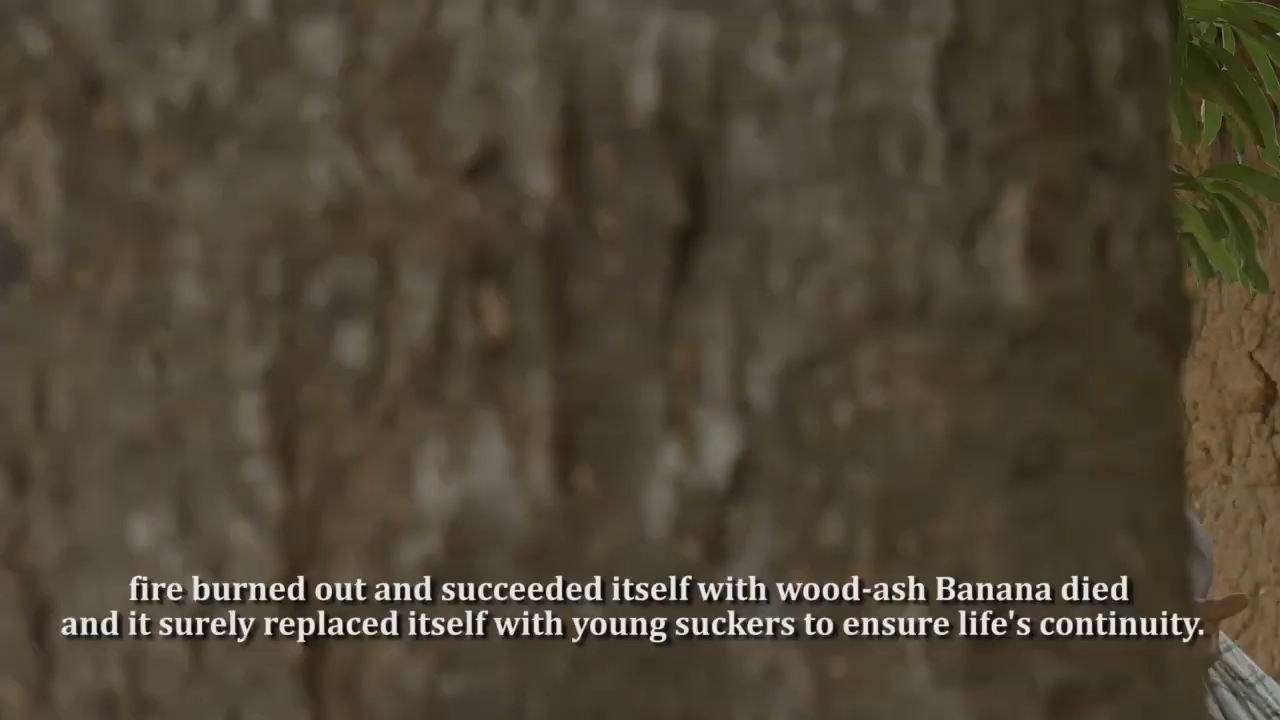 fire burned out and succeeded itself with wood-ash Banana died
and it surely replaced itself with young suckers to ensure life's continuity.